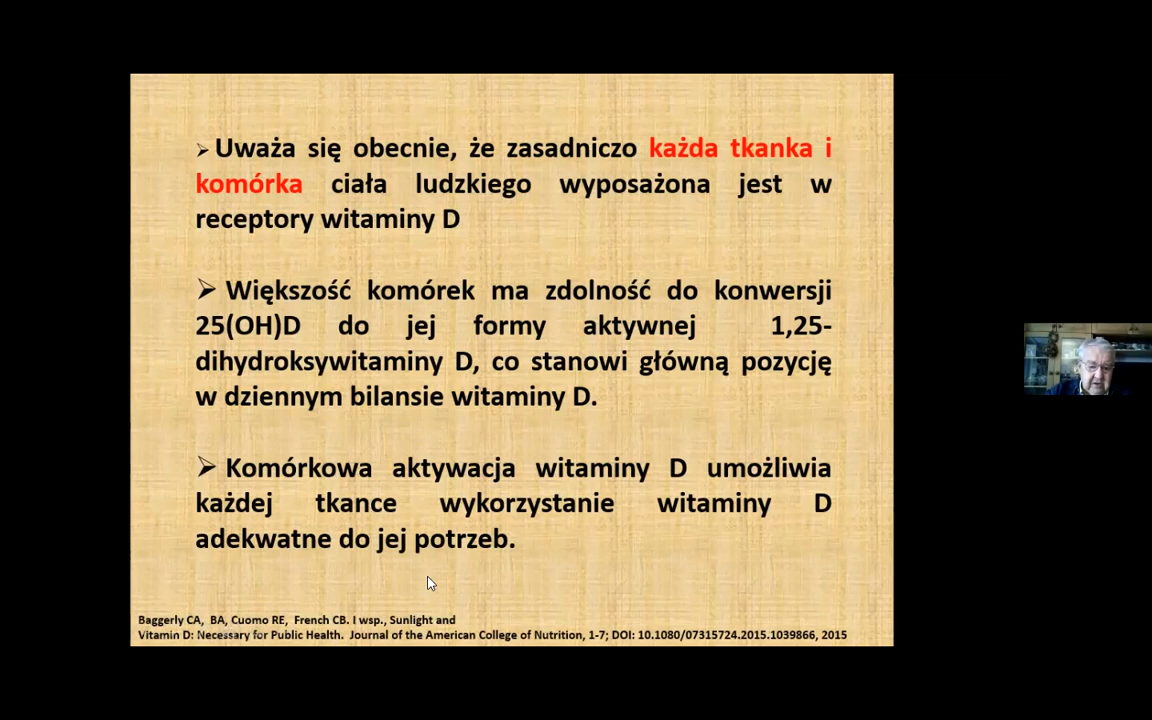 ➢ Uważa się obecnie, że zasadniczo każda tkanka i
komórka ciała ludzkiego wyposażona jest w
receptory witaminy D
➢ Większość komórek ma zdolność do konwersji
25(OH)D do jej formy aktywnej 1,25-
dihydroksywitaminy D, co stanowi główną pozycję
w dziennym bilansie witaminy D.
➢ Komórkowa aktywacja witaminy D umożliwia
każdej tkance wykorzystanie witaminy D
adekwatne do jej potrzeb.
Baggerly CA, BA, Cuomo RE, French CB. I wsp., Sunlight and
Vitamin D: Necessary for Public Health. Journal of the American College of Nutrition, 1-7; DOI: 10.1080/07315724.2015.1039866, 2015